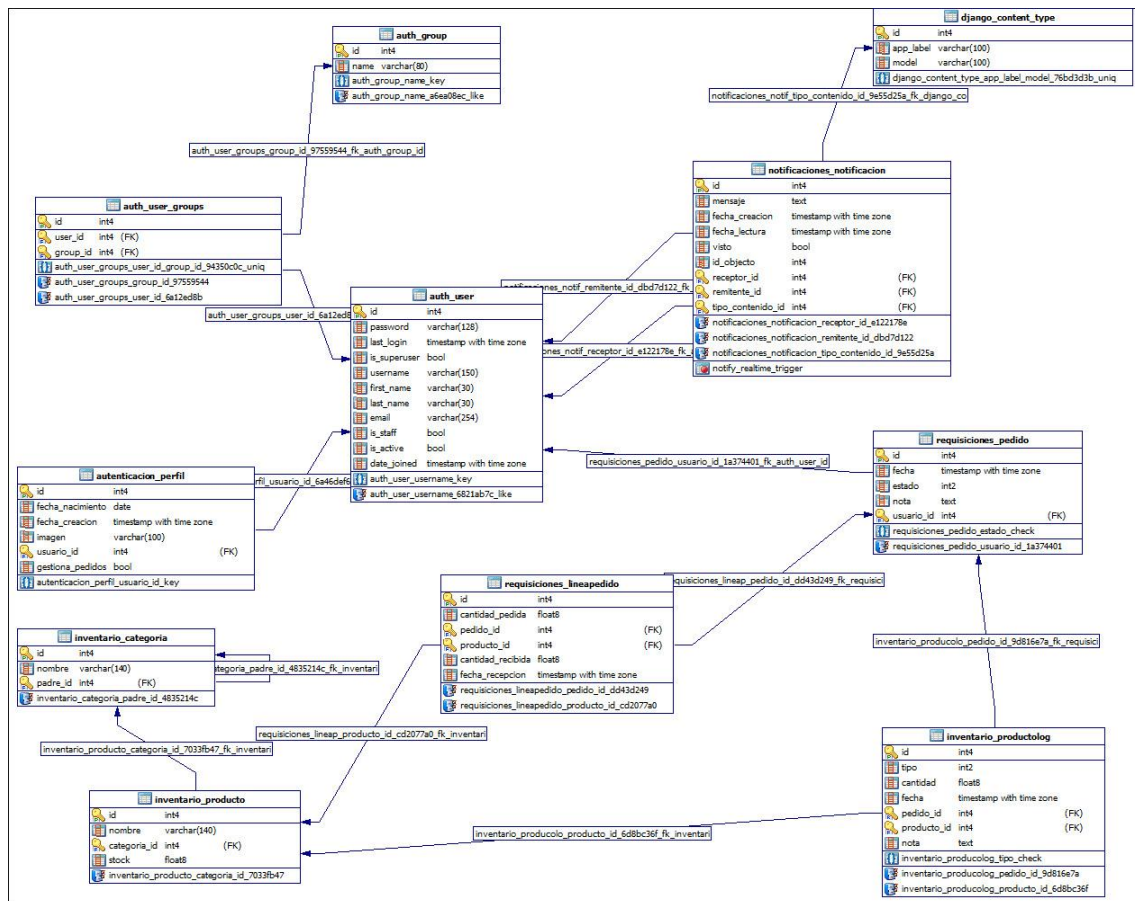 auth_group
id int4
name varchar(80)
auth_group_name_key
auth_group_name_a6ea08ec_like
django_content_type
id int4
app_label varchar(100)
model varchar(100)
django_content_type_app_label_model_76bd3d3b_uniq
notificaciones_notif_tipo_contenido_id_9e55d25a_fk_django_co
auth_user_groups_group_id_97559544_fk_auth_group_id
notificaciones_notificacion
id int4
mensaje text
fecha_creacion timestamp with time zone
fecha_lectura timestamp with time zone
visto bool
id_objecto int4
receptor_id int4 (FK)
remitente_id int4 (FK)
tipo_contenido_id int4 (FK)
notificaciones_notificacion_receptor_id_e122178e
notificaciones_notificacion_remitente_id_dbd7d122
notificaciones_notificacion_tipo_contenido_id_9e55d25a
notify_realtime_trigger
auth_user_groups
id int4
user_id int4 (FK)
group_id int4 (FK)
auth_user_groups_user_id_group_id_94350c0c_uniq
auth_user_groups_group_id_97559544
auth_user_groups_user_id_6a12ed8b
notificaciones_notif_remitente_id_dbd7d122_fk_
auth_user_groups_user_id_6a12ed8
ones_notif_receptor_id_e122178e_fk_
auth_user
id int4
password varchar(128)
last_login timestamp with time zone
is_superuser bool
username varchar(150)
first_name varchar(30)
last_name varchar(30)
email varchar(254)
is_staff bool
is_active bool
date_joined timestamp with time zone
auth_user_username_key
auth_user_username_6821ab7c_like
requisiciones_pedido_usuario_id_1a374401_fk_auth_user_id
requisiciones_pedido
id int4
fecha timestamp with time zone
estado int2
nota text
usuario_id int4 (FK)
requisiciones_pedido_estado_check
requisiciones_pedido_usuario_id_1a374401
autenticacion_perfil
id int4
fecha_nacimiento date
fecha_creacion timestamp with time zone
imagen varchar(100)
usuario_id int4 (FK)
gestiona_pedidos bool
autenticacion_perfil_usuario_id_key
rfil_usuario_id_6a46def6
requisiciones_lineapedido
id int4
cantidad_pedida float8
pedido_id int4 (FK)
producto_id int4 (FK)
cantidad_recibida float8
fecha_recepcion timestamp with time zone
requisiciones_lineapedido_pedido_id_dd43d249
requisiciones_lineapedido_producto_id_cd2077a0
equisiciones_lineap_pedido_id_dd43d249_fk_requisici
inventario_producolo_pedido_id_9d816e7a_fk_requisici
inventario_categoria
id int4
nombre varchar(140)
padre_id int4 (FK)
inventario_categoria_padre_id_4835214c
ategoria_padre_id_4835214c_fk_inventari
requisiciones_lineap_producto_id_cd2077a0_fk_inventari
inventario_producto_categoria_id_7033fb47_fk_inventari
inventario_producto
id int4
nombre varchar(140)
categoria_id int4 (FK)
stock float8
inventario_producto_categoria_id_7033fb47
inventario_producolo_producto_id_6d8bc36f_fk_inventari
inventario_productolog
id int4
tipo int2
cantidad float8
fecha timestamp with time zone
pedido_id int4 (FK)
producto_id int4 (FK)
nota text
inventario_producolog_tipo_check
inventario_producolog_pedido_id_9d816e7a
inventario_producolog_producto_id_6d8bc36f